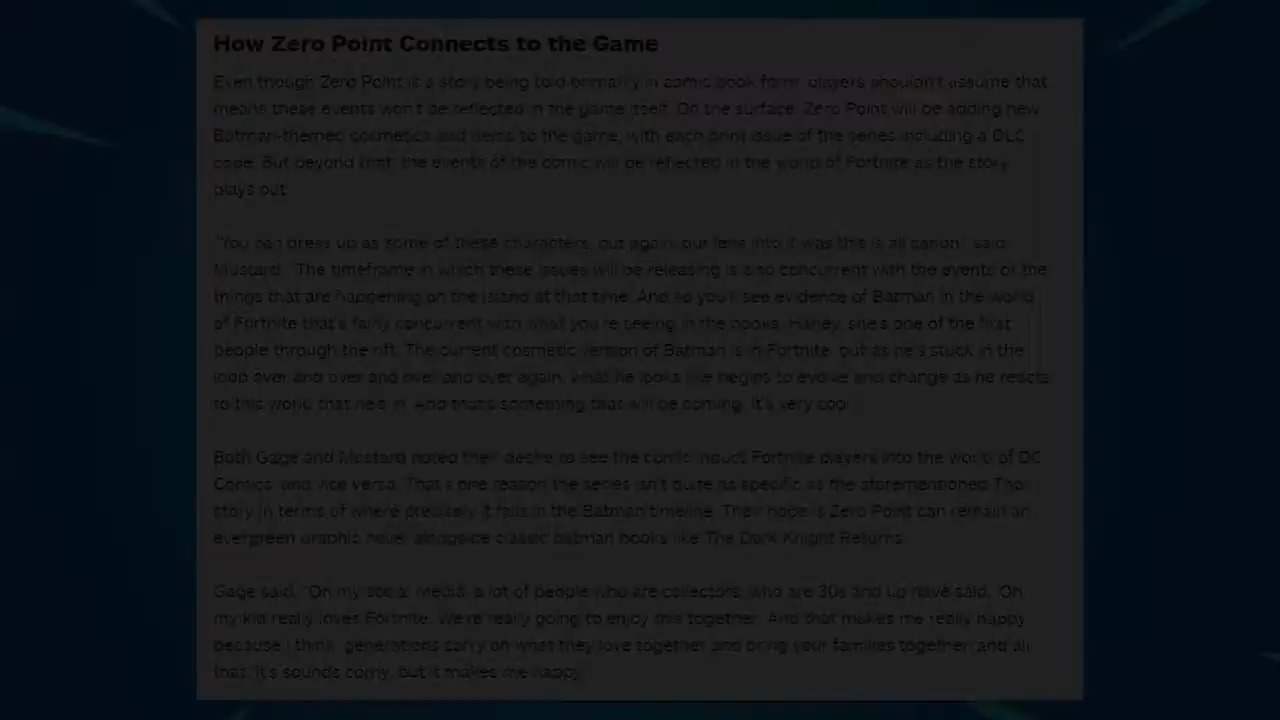 How Zero Point Connects to the Game
Even though Zero Point is a story being told primarily in comic book form, players shouldn't assume that
means these events won't be reflected in the game itself. On the surface, Zero Point will be adding new
Batman-themed cosmetics and items to the game, with each print issue of the series including a DLC
code. But beyond that, the events of the comic will be reflected in the world of Fortnite as the story
plays out.
"You can dress up as some of these characters, but again, our lens into it was this is all canon," said
Mustard. "The timeframe in which these issues will be releasing is also concurrent with the events of the
things that are happening on the Island at that time. And so you'll see evidence of Batman in the world
of Fortnite that's fairly concurrent with what you're seeing in the books. Harley, she's one of the first
people through the rift. The current cosmetic version of Batman is in Fortnite, but as he's stuck in the
loop over and over and over and over again, what he looks like begins to evolve and change as he reacts
to this world that he's in. And that's something that will be coming. It's very cool."
Both Gage and Mustard noted their desire to see the comic induct Fortnite players into the world of DC
Comics, and vice versa. That's one reason the series isn't quite as specific as the aforementioned Thor
story in terms of where precisely it falls in the Batman timeline. Their hope is Zero Point can remain an
evergreen graphic novel alongside classic Batman books like The Dark Knight Returns.
Gage said, "On my social media, a lot of people who are collectors, who are 30s and up have said, 'Oh,
my kid really loves Fortnite. We're really going to enjoy this together.' And that makes me really happy
because I think, generations carry on what they love together and bring your families together and all
that. It's sounds corny, but it makes me happy.